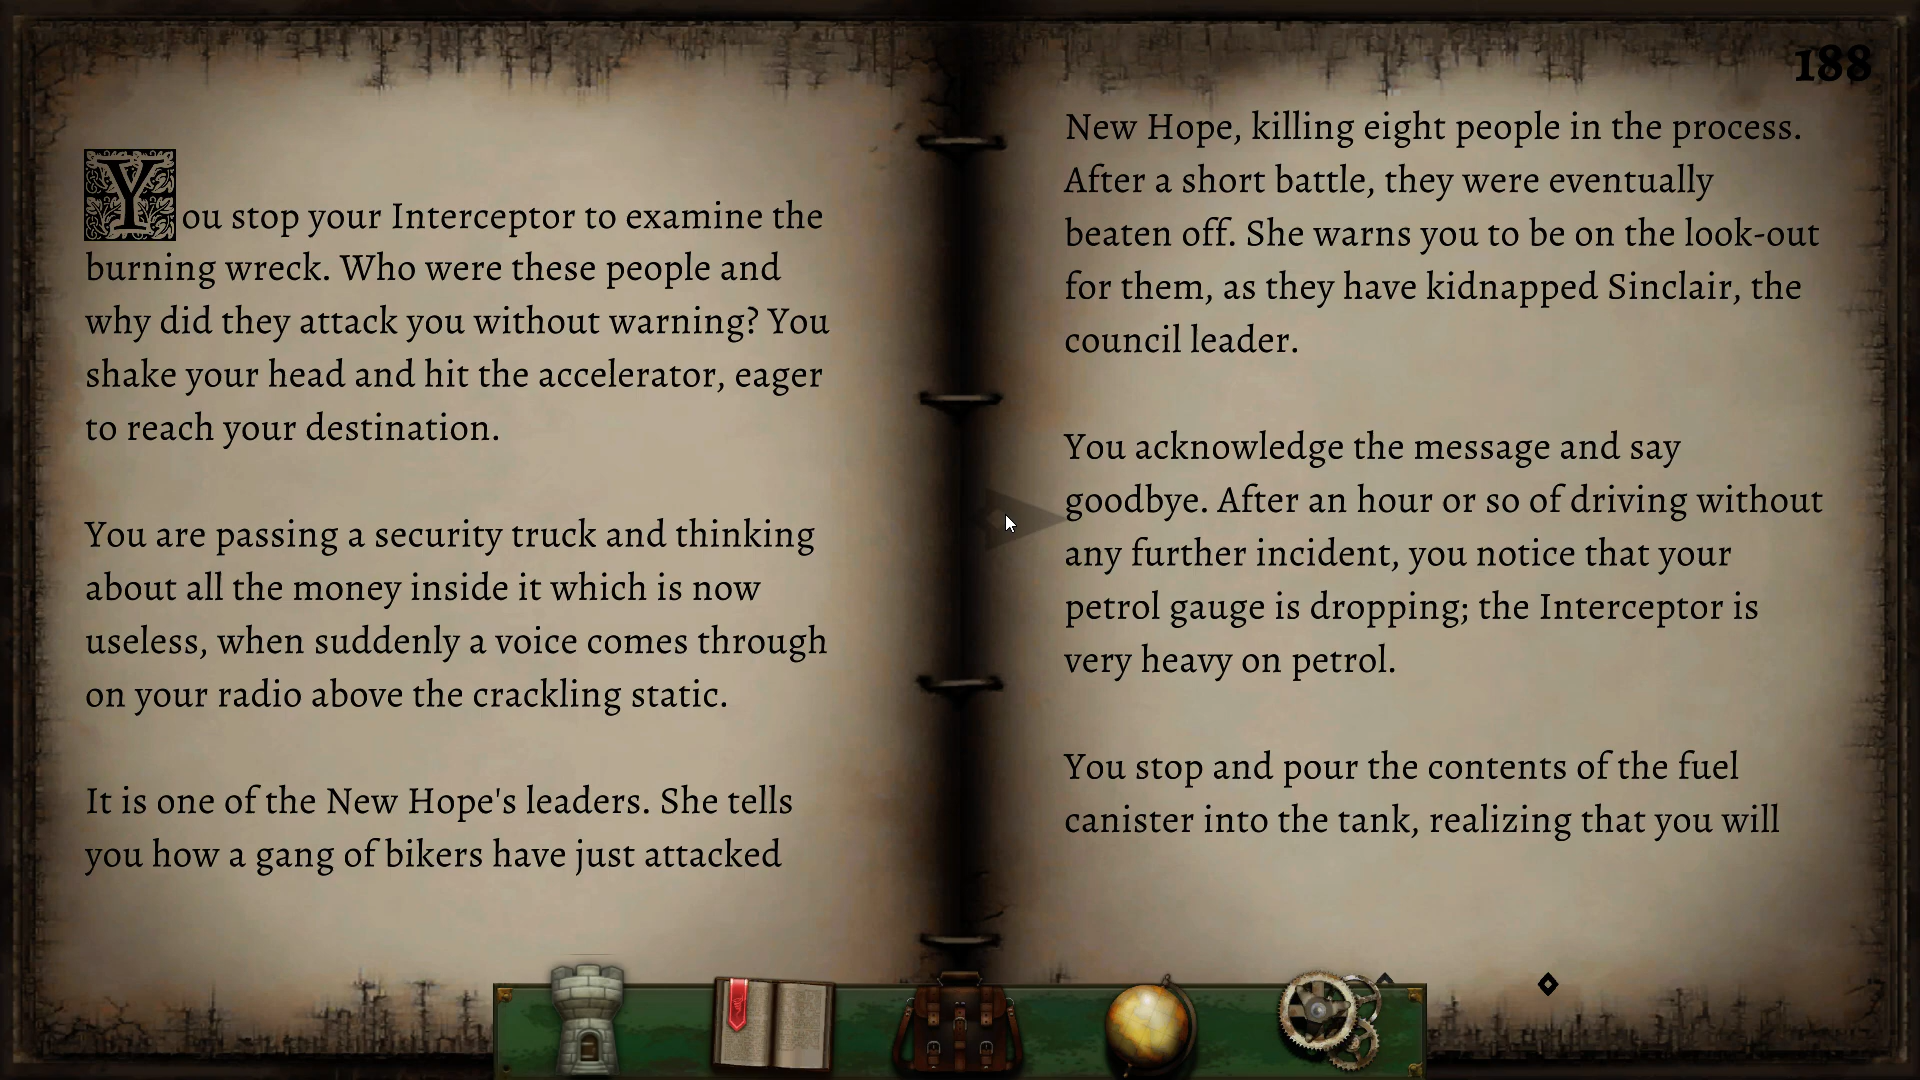 188
You stop your Interceptor to examine the
burning wreck. Who were these people and
why did they attack you without warning? You
shake your head and hit the accelerator, eager
to reach your destination.
You are passing a security truck and thinking
about all the money inside it which is now
useless, when suddenly a voice comes through
on your radio above the crackling static.
It is one of the New Hope's leaders. She tells
you how a gang of bikers have just attacked
New Hope, killing eight people in the process.
After a short battle, they were eventually
beaten off. She warns you to be on the look-out
for them, as they have kidnapped Sinclair, the
council leader.
You acknowledge the message and say
goodbye. After an hour or so of driving without
any further incident, you notice that your
petrol gauge is dropping; the Interceptor is
very heavy on petrol.
You stop and pour the contents of the fuel
canister into the tank, realizing that you will